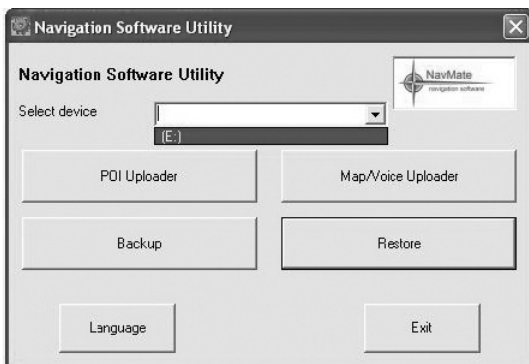 Navigation Software Utility
Navigation Software Utility
NavMate
navigation software
Select device
(E:)
POI Uploader
Map/Voice Uploader
Backup
Restore
Language
Exit